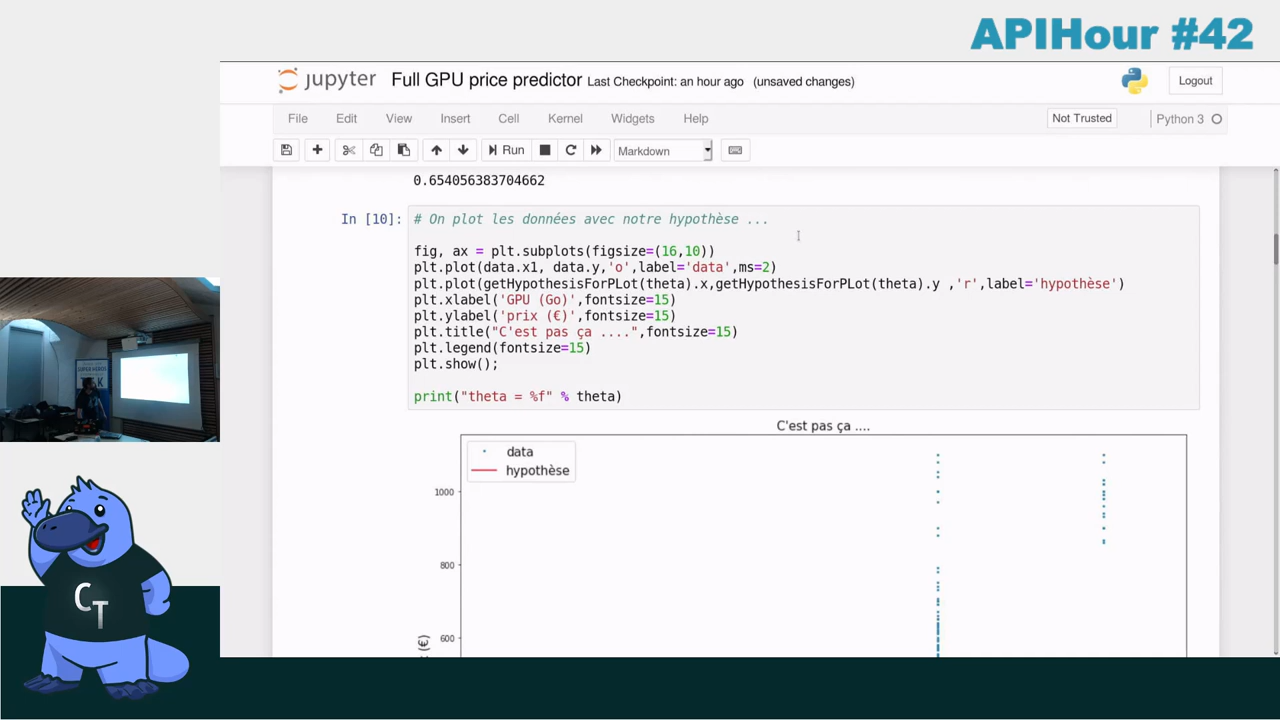 APIHour #42
jupyter Full GPU price predictor Last Checkpoint: an hour ago (unsaved changes)
Logout
File Edit View Insert Cell Kernel Widgets Help
Not Trusted
Python 3
Run
Markdown
0.654056383704662
In [10]:
# On plot les données avec notre hypothèse ...
fig, ax = plt.subplots(figsize=(16,10))
plt.plot(data.x1, data.y,'o',label='data',ms=2)
plt.plot(getHypothesisForPLot(theta).x,getHypothesisForPLot(theta).y ,'r',label='hypothèse')
plt.xlabel('GPU (Go)',fontsize=15)
plt.ylabel('prix (€)',fontsize=15)
plt.title("C'est pas ça ....",fontsize=15)
plt.legend(fontsize=15)
plt.show();
print("theta = %f" % theta)
C'est pas ça ....
data
hypothèse
1000
800
600
(€)
CT